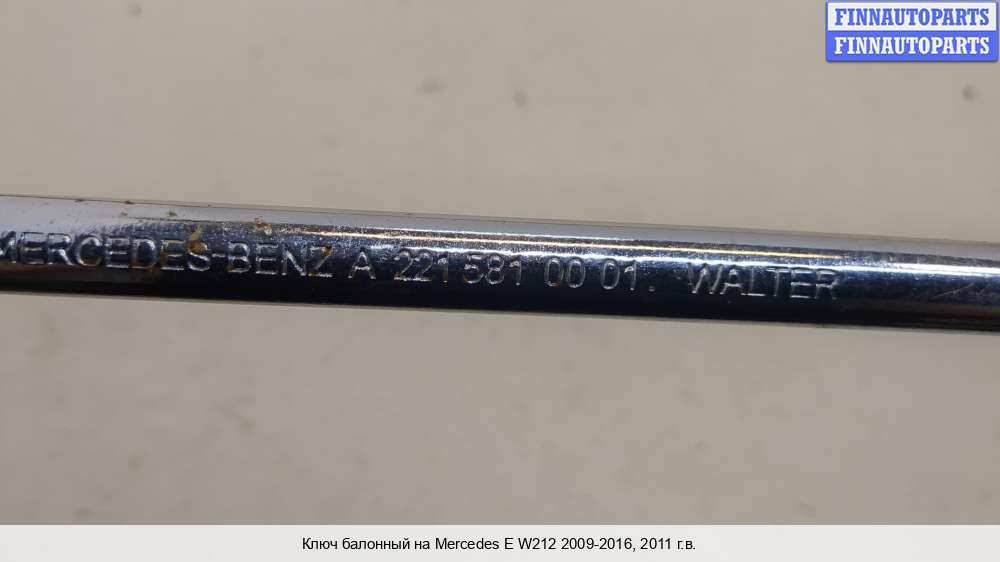 FINNAUTOPARTS
FINNAUTOPARTS
MERCEDES-BENZ A 221 581 00 01. WALTER
Ключ балонный на Mercedes E W212 2009-2016, 2011 г.в.